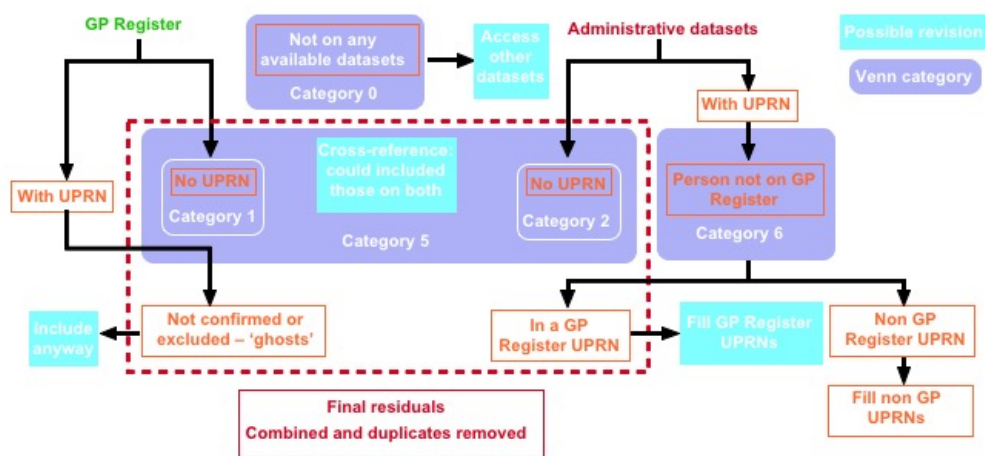 GP Register
Not on any
available datasets
Category 0
Access
other
datasets
Administrative datasets
Possible revision
Venn category
With UPRN
With UPRN
No UPRN
Category 1
Cross-reference:
could included
those on both
Category 5
No UPRN
Category 2
Person not on GP
Register
Category 6
Include
anyway
Not confirmed or
excluded – 'ghosts'
In a GP
Register UPRN
Fill GP Register
UPRNs
Non GP
Register UPRN
Fill non GP
UPRNs
Final residuals
Combined and duplicates removed